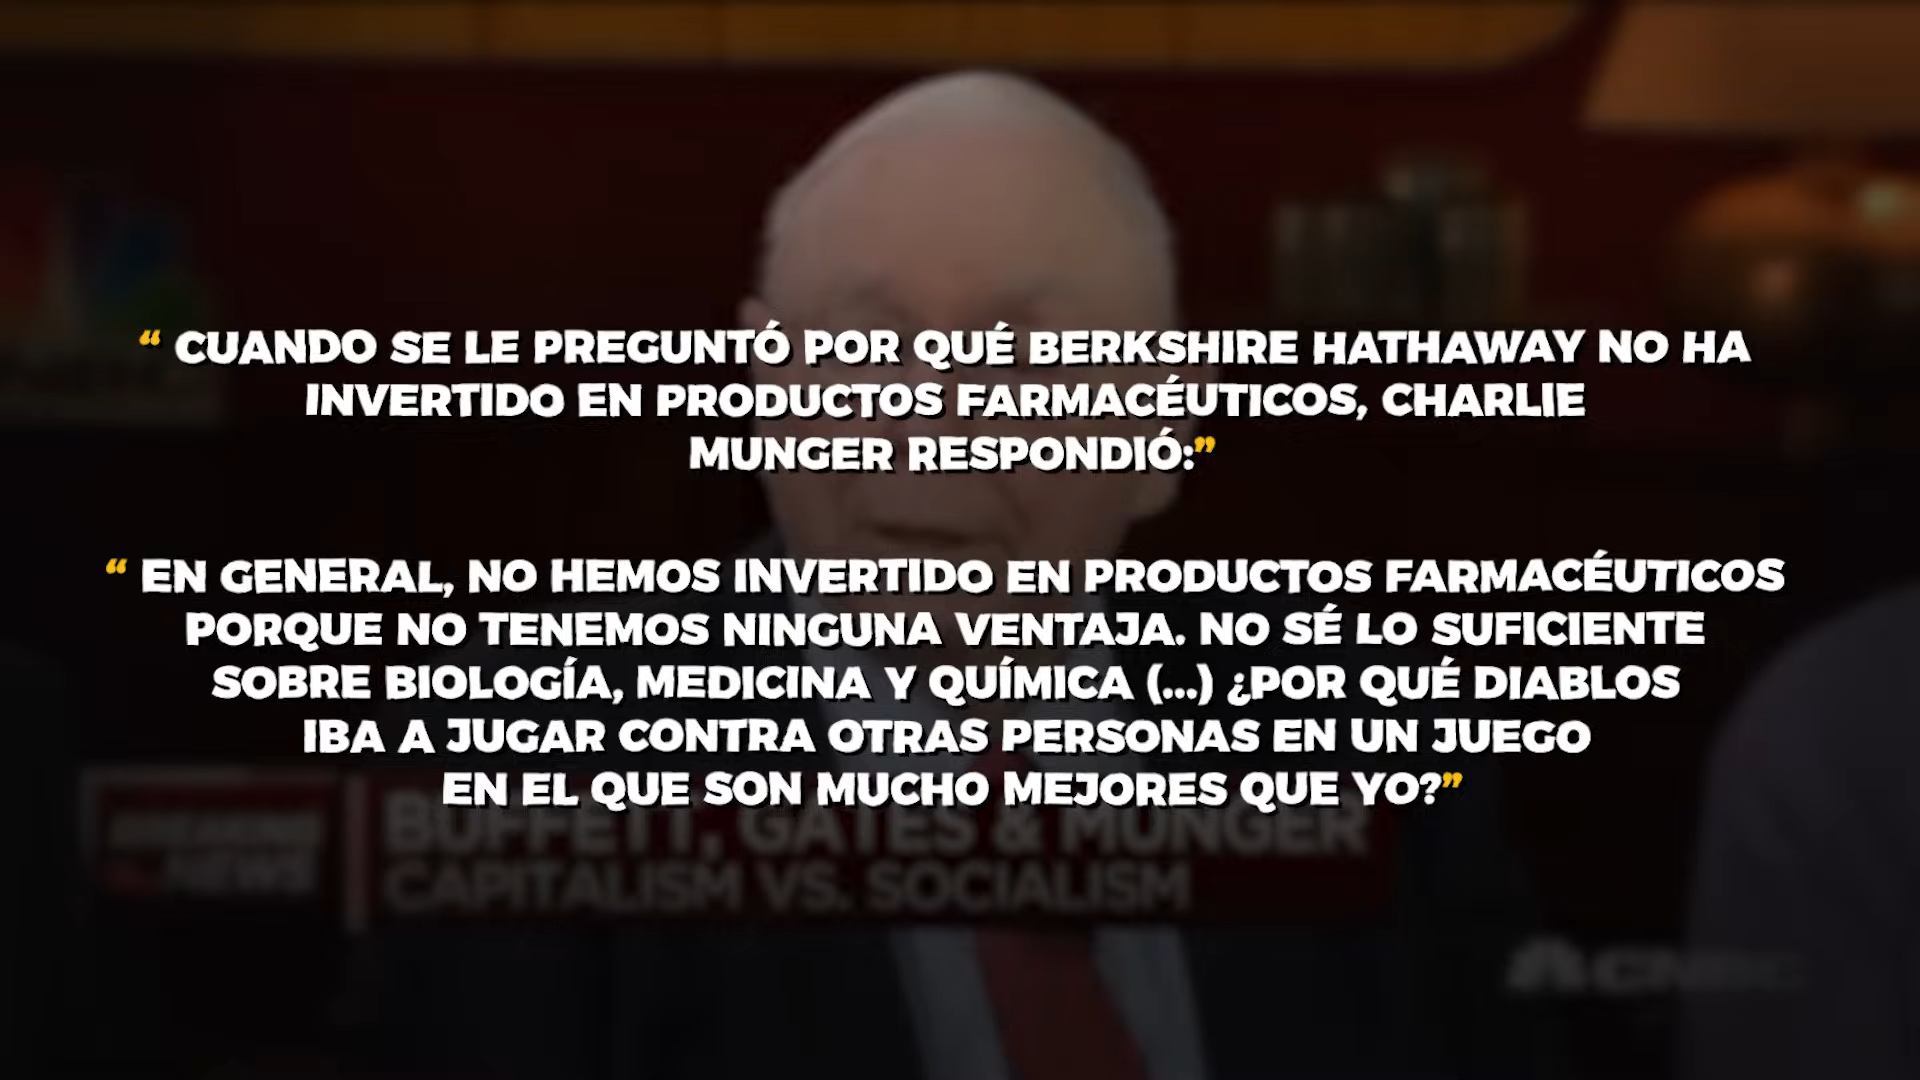 “ CUANDO SE LE PREGUNTÓ POR QUÉ BERKSHIRE HATHAWAY NO HA
INVERTIDO EN PRODUCTOS FARMACÉUTICOS, CHARLIE
MUNGER RESPONDIÓ:”
“ EN GENERAL, NO HEMOS INVERTIDO EN PRODUCTOS FARMACÉUTICOS
PORQUE NO TENEMOS NINGUNA VENTAJA. NO SÉ LO SUFICIENTE
SOBRE BIOLOGÍA, MEDICINA Y QUÍMICA (...) ¿POR QUÉ DIABLOS
IBA A JUGAR CONTRA OTRAS PERSONAS EN UN JUEGO
EN EL QUE SON MUCHO MEJORES QUE YO?”
BREAKING
NEWS
BUFFETT, GATES & MUNGER
CAPITALISM VS. SOCIALISM
CNBC